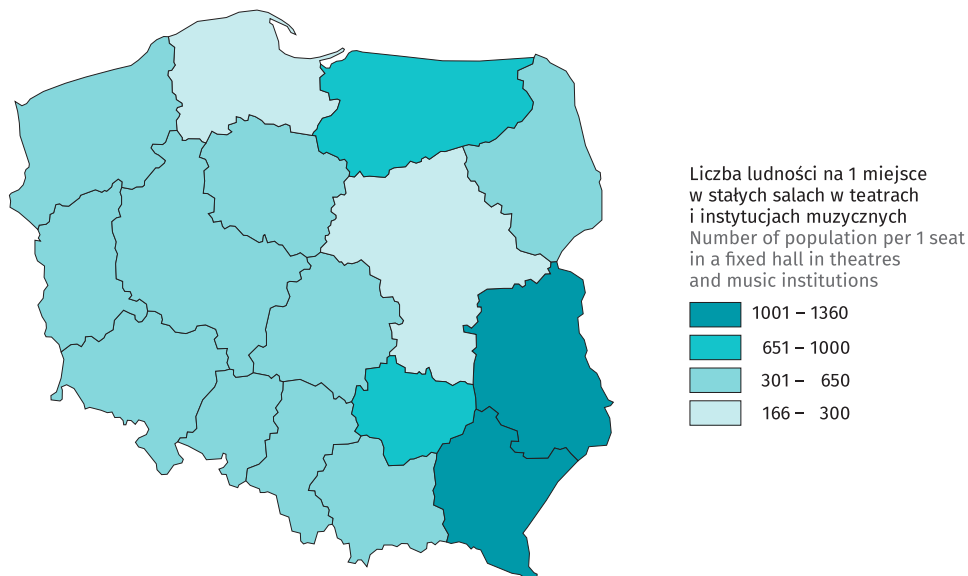 Liczba ludności na 1 miejsce
w stałych salach w teatrach
i instytucjach muzycznych
Number of population per 1 seat
in a fixed hall in theatres
and music institutions
1001 – 1360
651 – 1000
301 – 650
166 – 300